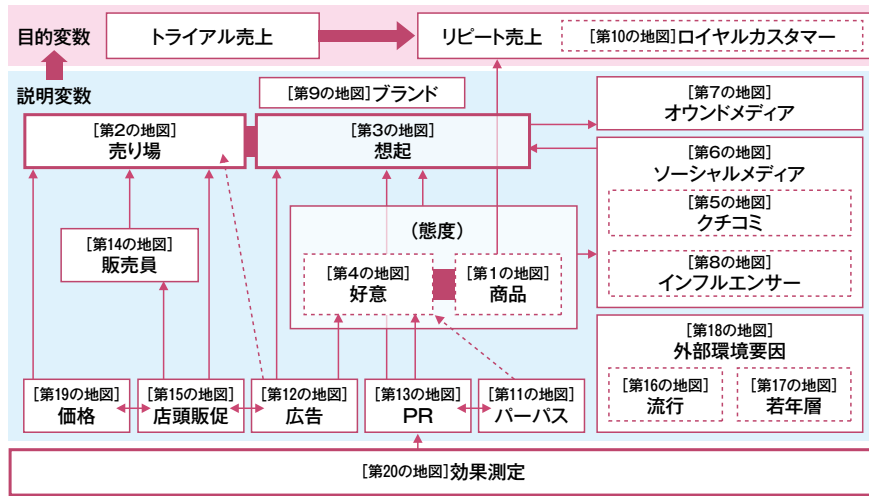 目的変数
トライアル売上
リピート売上
[第10の地図]ロイヤルカスタマー
説明変数
[第9の地図]ブランド
[第2の地図]
売り場
[第3の地図]
想起
[第7の地図]
オウンドメディア
[第6の地図]
ソーシャルメディア
[第5の地図]
クチコミ
[第8の地図]
インフルエンサー
[第14の地図]
販売員
(態度)
[第4の地図]
好意
[第1の地図]
商品
[第18の地図]
外部環境要因
[第16の地図]
流行
[第17の地図]
若年層
[第19の地図]
価格
[第15の地図]
店頭販促
[第12の地図]
広告
[第13の地図]
PR
[第11の地図]
パーパス
[第20の地図]効果測定